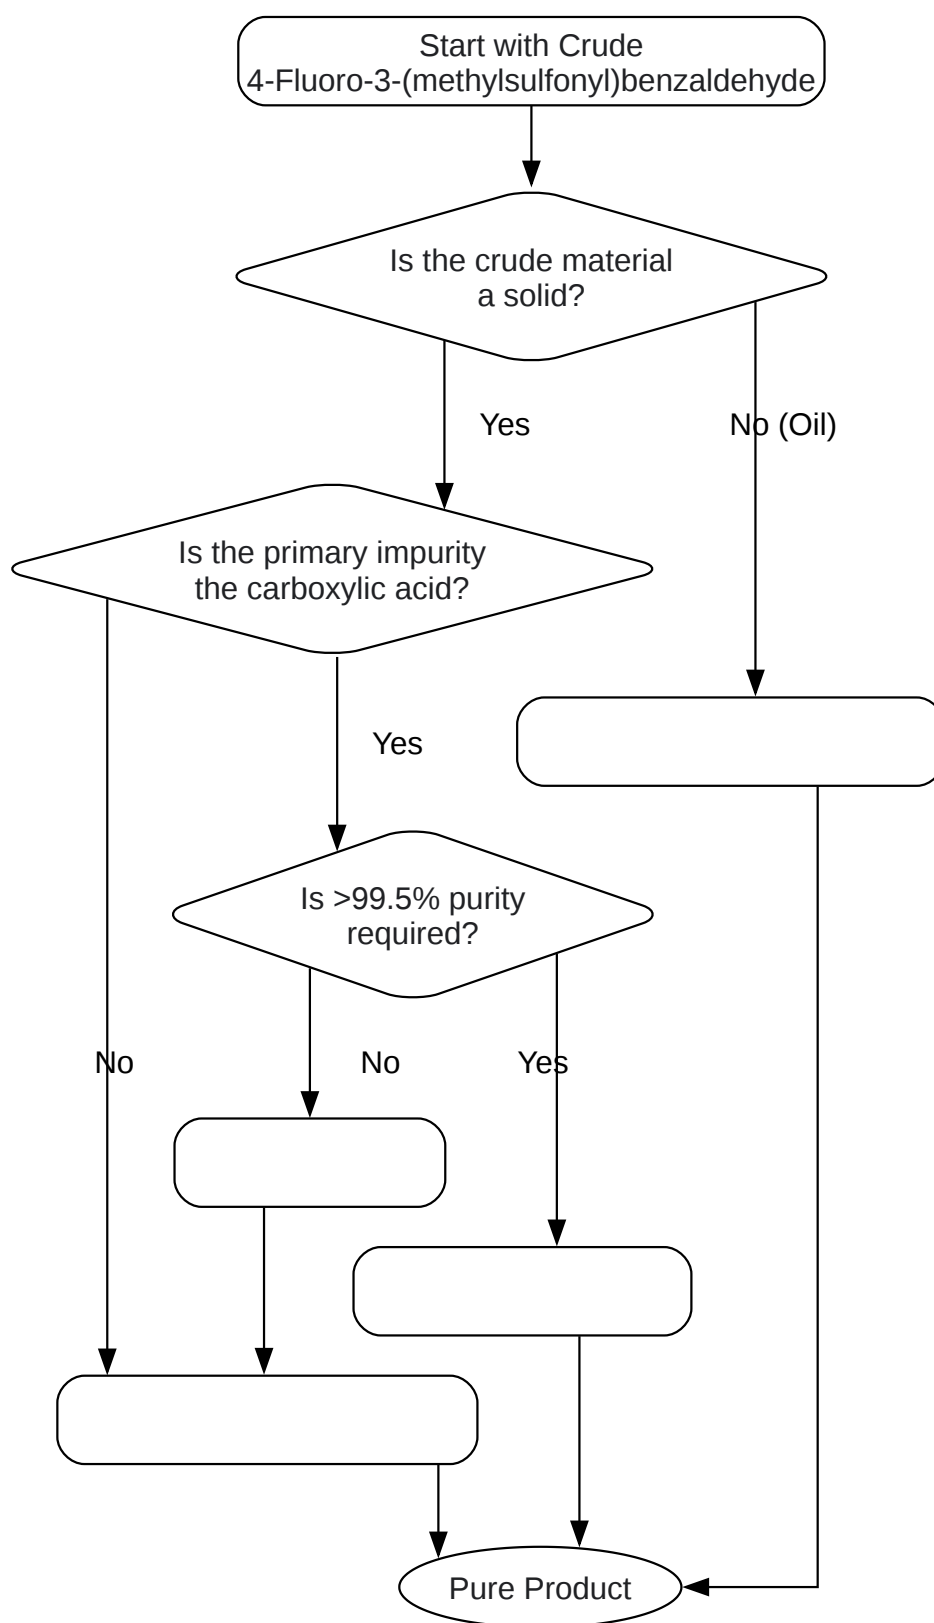 Start with Crude
4-Fluoro-3-(methylsulfonyl)benzaldehyde
Is the crude material
a solid?
Yes
No (Oil)
Is the primary impurity
the carboxylic acid?
Yes
Is >99.5% purity
required?
No
No
Yes
Pure Product